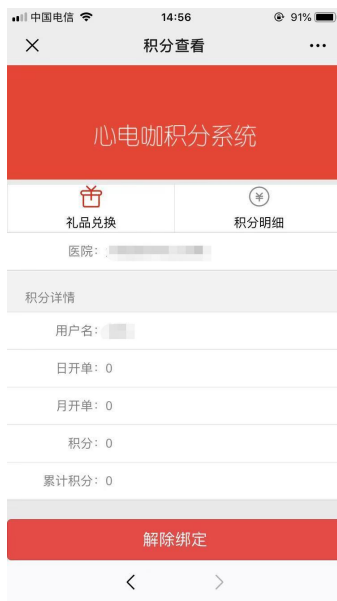 中国电信 14:56 91%
积分查看
心电咖积分系统
礼品兑换 积分明细
医院：
积分详情
用户名：
日开单：0
月开单：0
积分：0
累计积分：0
解除绑定